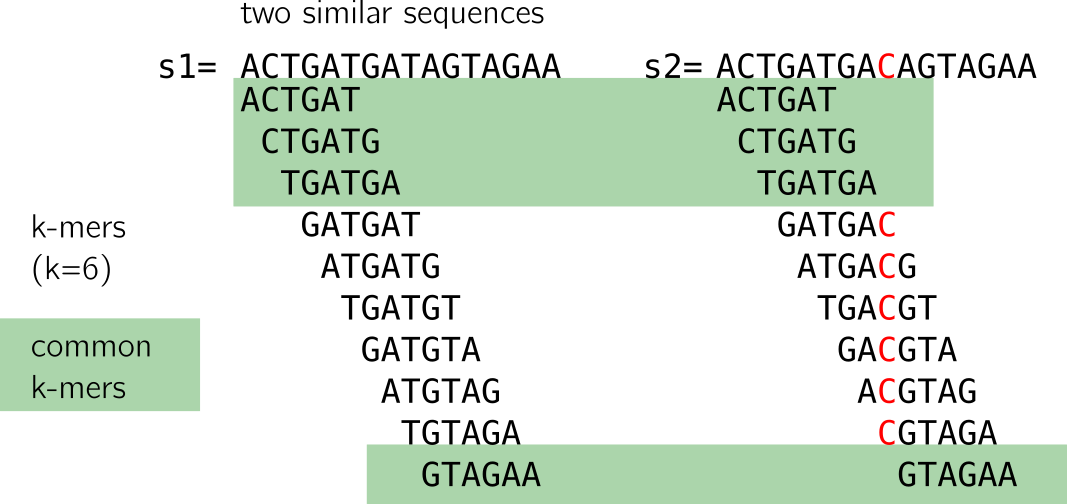 two similar sequences
s1= ACTGATGATAGTAGAA s2= ACTGATGACAGTAGAA
ACTGAT ACTGAT
CTGATG CTGATG
TGATGA TGATGA
k-mers GATGAT GATGAC
(k=6) ATGATG ATGACG
TGATGT TGACGT
common GATGTA GACGTA
k-mers ATGTAG ACGTAG
TGTAGA CGTAGA
GTAGAA GTAGAA